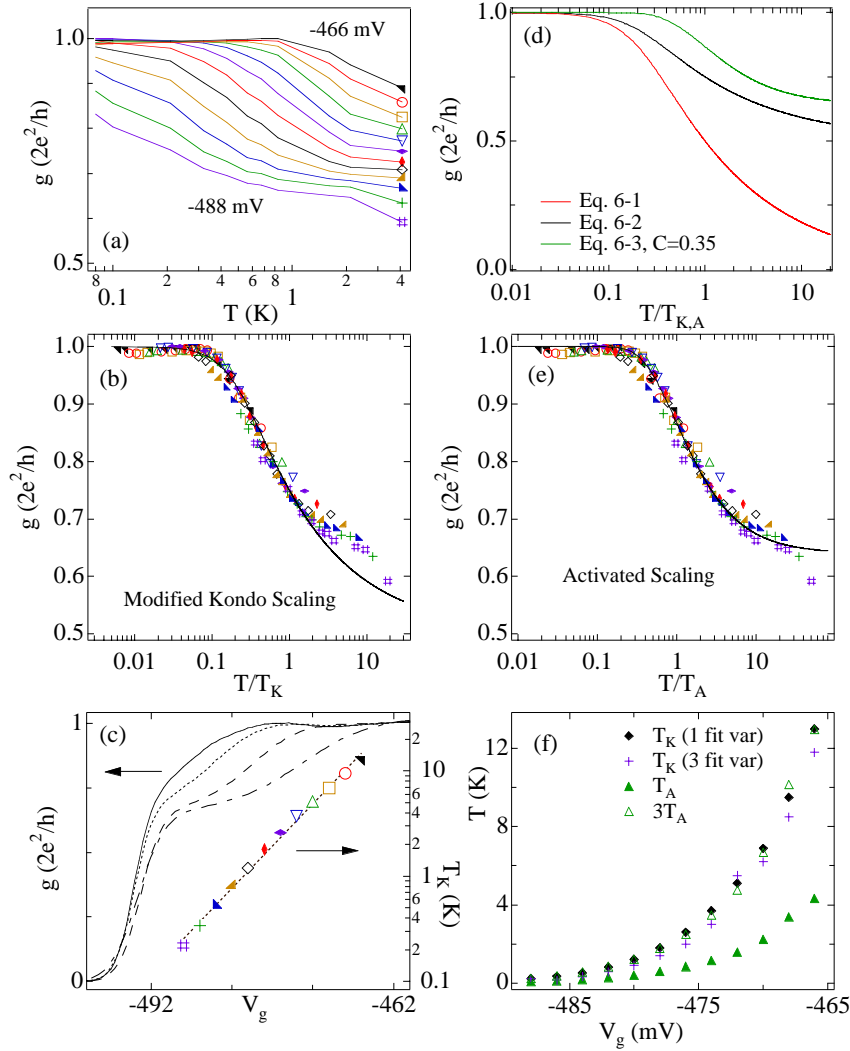 1.0
0.5
g (2e²/h)
-466 mV
-488 mV
(a)
8
0.1
2
4
6
8
1
2
4
T (K)
(d)
1.0
0.5
0.0
g (2e²/h)
Eq. 6-1
Eq. 6-2
Eq. 6-3, C=0.35
0.01
0.1
1
10
T/T_K,A
(b)
1.0
0.9
0.8
0.7
0.6
0.5
g (2e²/h)
Modified Kondo Scaling
0.01
0.1
1
10
T/T_K
(e)
1.0
0.9
0.8
0.7
0.6
0.5
g (2e²/h)
Activated Scaling
0.01
0.1
1
10
T/T_A
(c)
1
0
g (2e²/h)
2
10
6
4
2
1
6
4
2
0.1
T_K (K)
-492
-462
V_g
(f)
T_K (1 fit var)
T_K (3 fit var)
T_A
3T_A
12
8
4
0
T (K)
-485
-475
-465
V_g (mV)